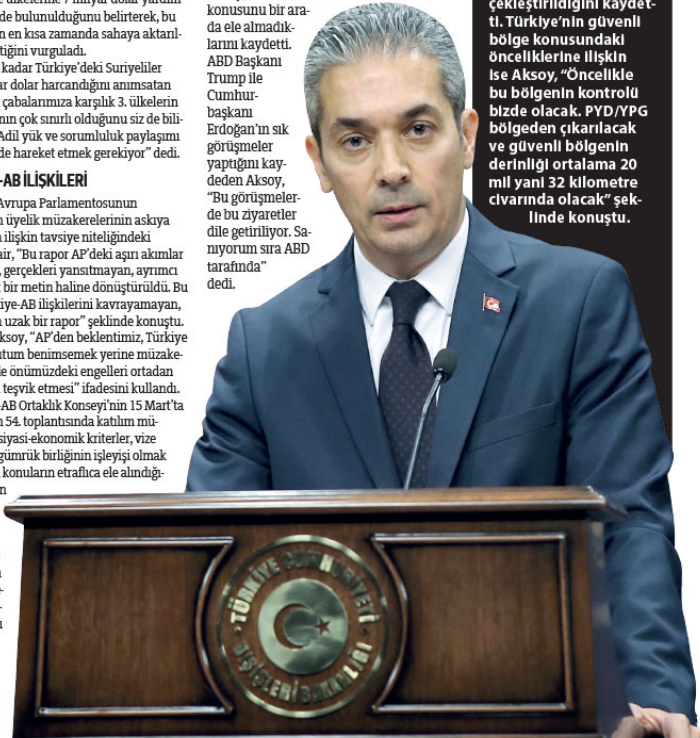 de bulunulduğunu belirterek, bu
en kısa zamanda sahaya aktarıl-
tiğini vurguladı.
kadar Türkiye'deki Suriyeliler
dolar harcandığını anımsatan
çabalarımıza karşılık 3. ülkelerin
nın çok sınırlı olduğunu siz de bili-
Adil yük ve sorumluluk paylaşımı
de hareket etmek gerekiyor" dedi.
-AB İLİŞKİLERİ
Avrupa Parlamentosunun
üyelik müzakerelerinin askıya
ilişkin tavsiye niteliğindeki
air, "Bu rapor AP'deki aşırı akımlar
gerçekleri yansıtmayan, ayrımcı
bir metin haline dönüştürüldü. Bu
iye-AB ilişkilerini kavrayamayan,
uzak bir rapor" şeklinde konuştu.
ksoy, "AP'den beklentimiz, Türkiye
tum benimsemek yerine müzake-
e önümüzdeki engelleri ortadan
teşvik etmesi" ifadesini kullandı.
-AB Ortaklık Konseyi'nin 15 Mart'ta
54. toplantısında katılım mü-
siyasi-ekonomik kriterler, vize
gümrük birliğinin işleyişi olmak
konuların etraflıca ele alındığı-
konusunu bir ara-
da ele almadık-
larını kaydetti.
ABD Başkanı
Trump ile
Cumhur-
başkanı
Erdoğan'ın sık
görüşmeler
yaptığını kay-
deden Aksoy,
"Bu görüşmeler-
de bu ziyaretler
dile getiriliyor. Sa-
nıyorum sıra ABD
tarafında"
dedi.
çekleştirildiğini kaydet-
ti. Türkiye'nin güvenli
bölge konusundaki
önceliklerine ilişkin
ise Aksoy, "Öncelikle
bu bölgenin kontrolü
bizde olacak. PYD/YPG
bölgeden çıkarılacak
ve güvenli bölgenin
derinliği ortalama 20
mil yani 32 kilometre
civarında olacak" şek-
linde konuştu.
TÜRKİYE CUMHURİYETİ
DIŞİŞLERİ BAKANLIĞI